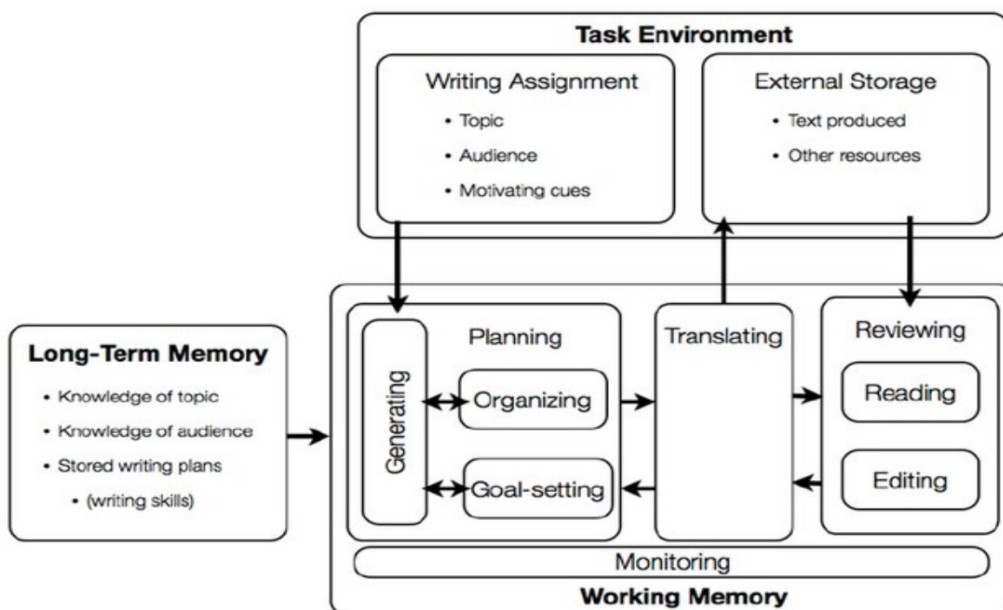 Task Environment
Writing Assignment
• Topic
• Audience
• Motivating cues
External Storage
• Text produced
• Other resources
Long-Term Memory
• Knowledge of topic
• Knowledge of audience
• Stored writing plans
• (writing skills)
Planning
Generating
Organizing
Goal-setting
Translating
Reviewing
Reading
Editing
Monitoring
Working Memory